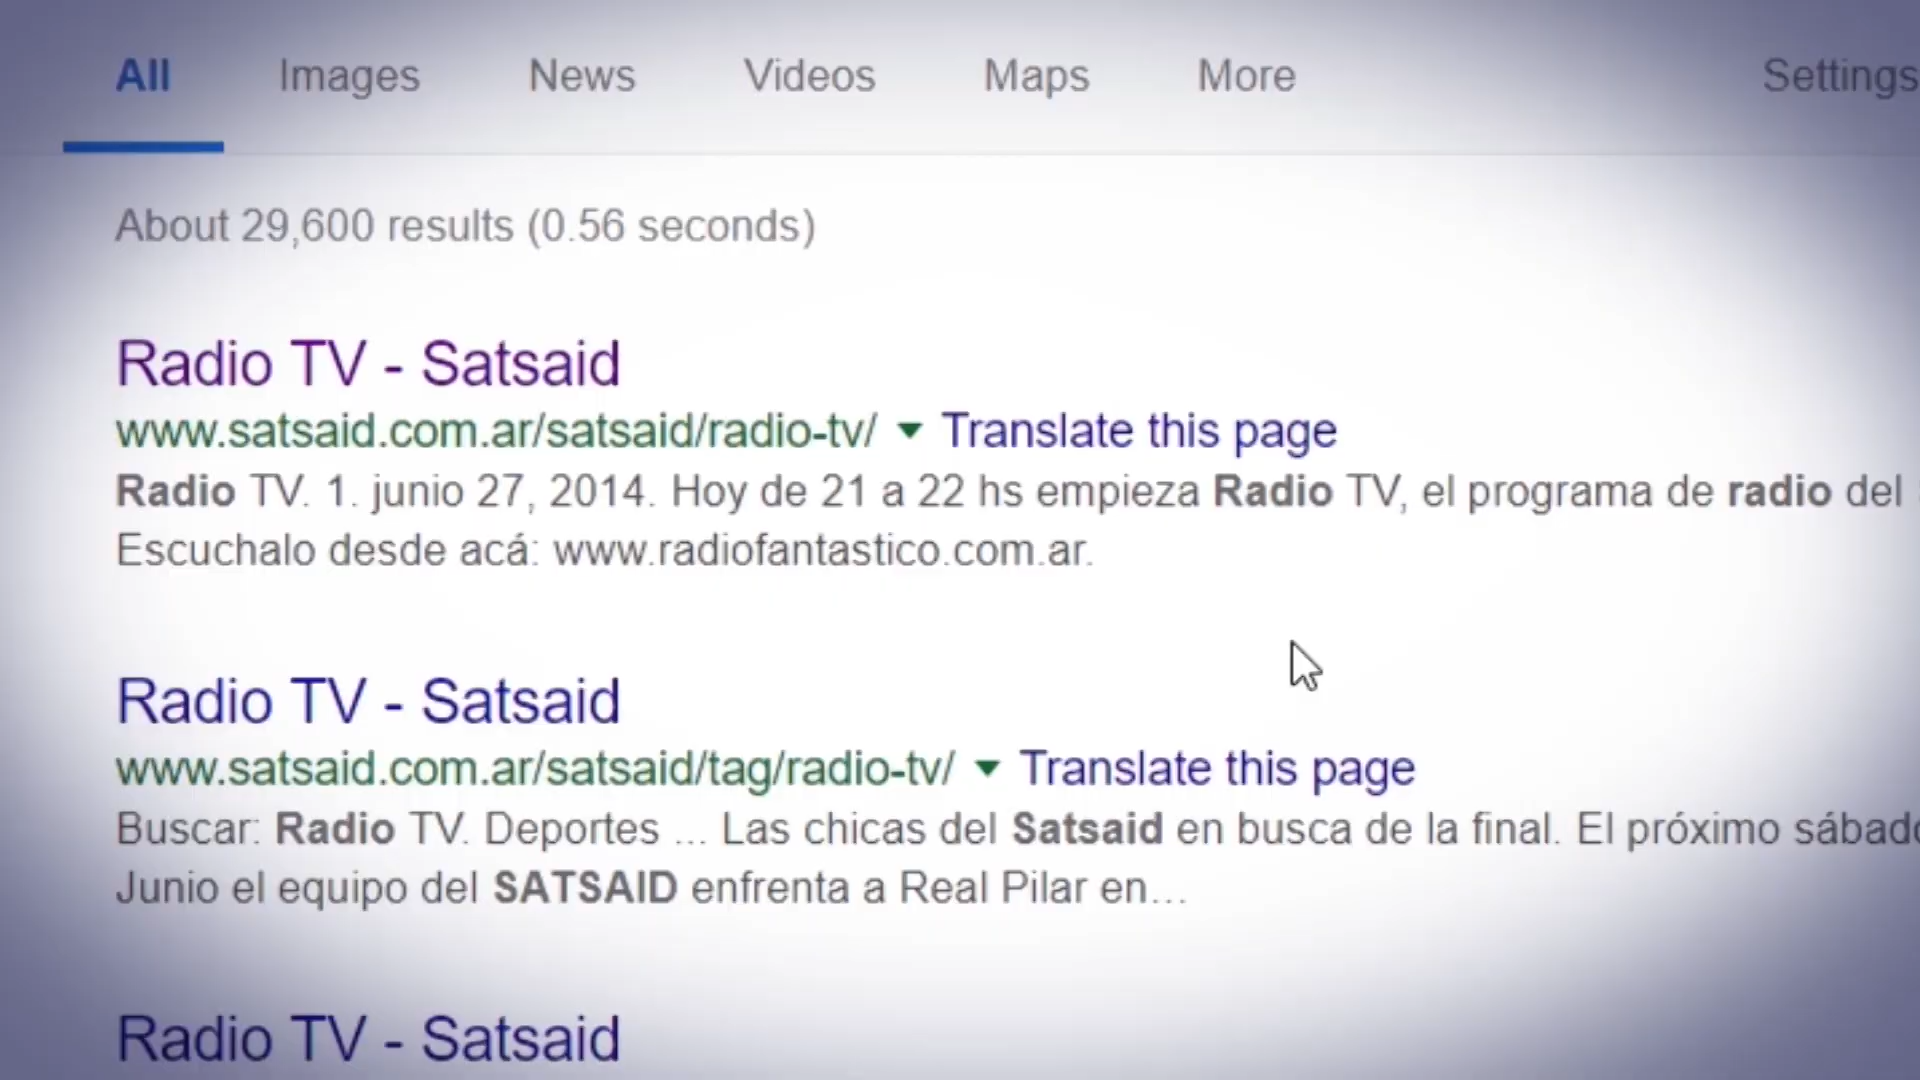 All Images News Videos Maps More Settings
About 29,600 results (0.56 seconds)
Radio TV - Satsaid
www.satsaid.com.ar/satsaid/radio-tv/ ▼ Translate this page
Radio TV. 1. junio 27, 2014. Hoy de 21 a 22 hs empieza Radio TV, el programa de radio del
Escuchalo desde acá: www.radiofantastico.com.ar.
Radio TV - Satsaid
www.satsaid.com.ar/satsaid/tag/radio-tv/ ▼ Translate this page
Buscar: Radio TV. Deportes ... Las chicas del Satsaid en busca de la final. El próximo sábado
Junio el equipo del SATSAID enfrenta a Real Pilar en...
Radio TV - Satsaid